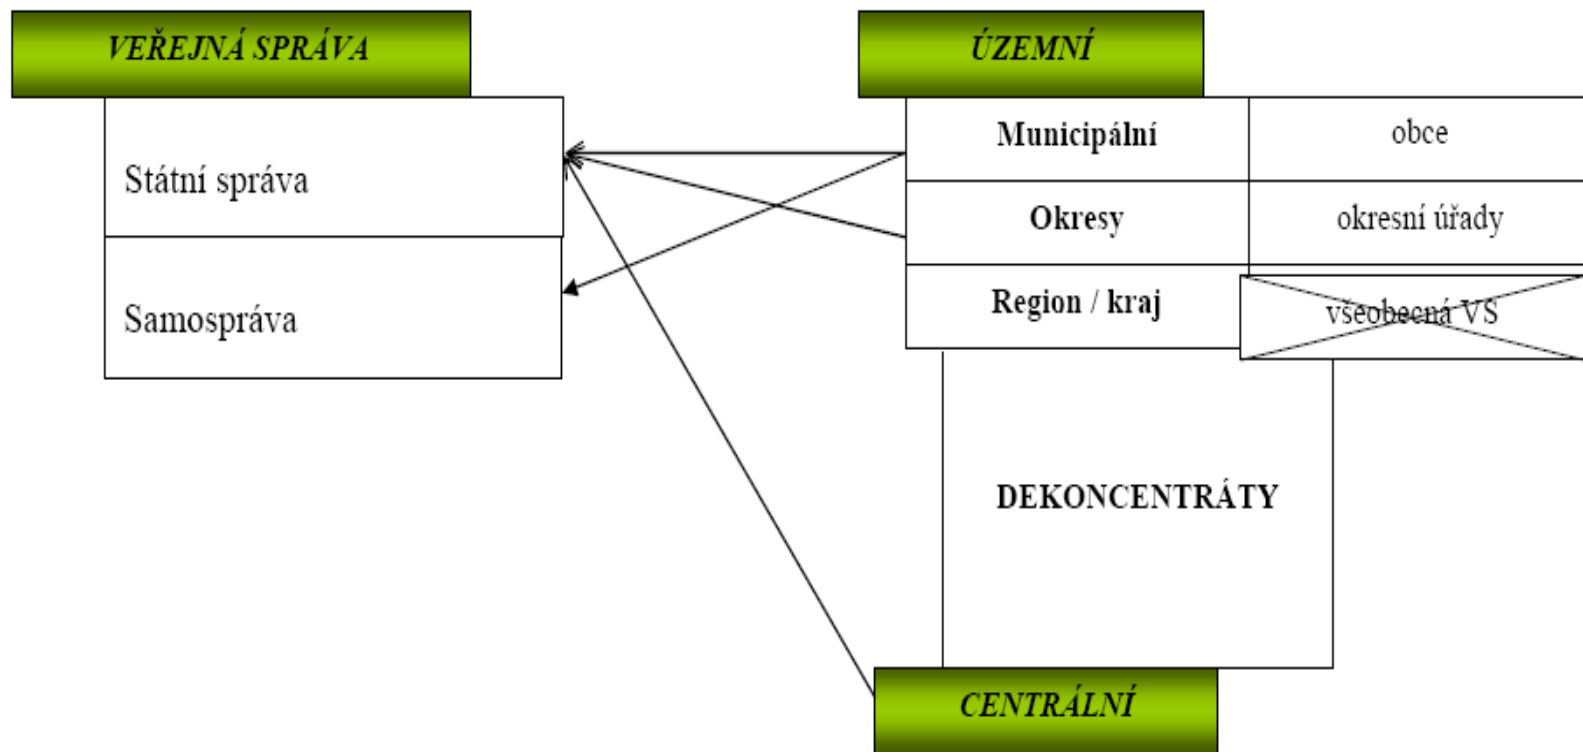 VEŘEJNÁ SPRÁVA
Státní správa
Samospráva
ÚZEMNÍ
Municipální obce
Okresy okresní úřady
Region / kraj všeobecná VS
DEKONCENTRÁTY
CENTRÁLNÍ